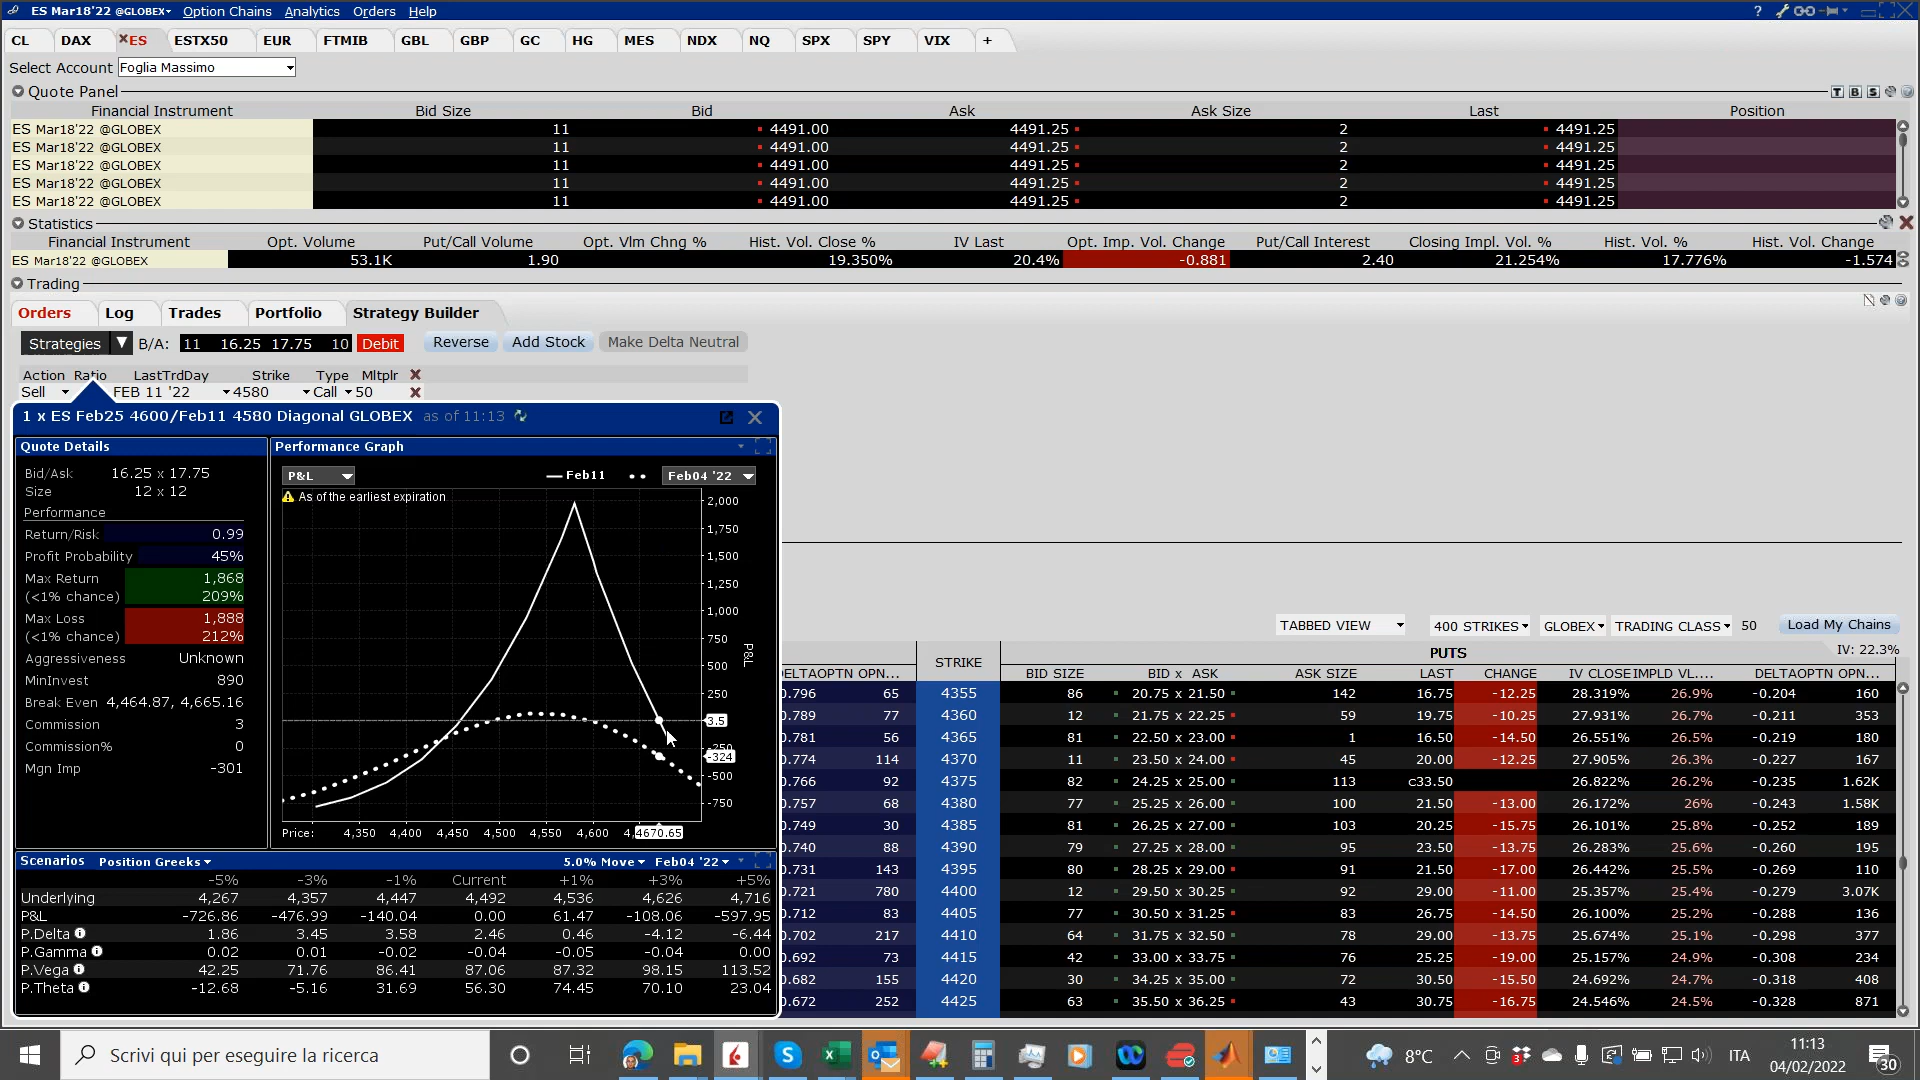 ES Mar18'22 @GLOBEX Option Chains Analytics Orders Help
CL DAX ES ESTX50 EUR FTMIB GBL GBP GC HG MES NDX NQ SPX SPY VIX +
Select Account Foglia Massimo
Quote Panel T B S
Financial Instrument Bid Size Bid Ask Ask Size Last Position
ES Mar18'22 @GLOBEX 11 4491.00 4491.25 2 4491.25
ES Mar18'22 @GLOBEX 11 4491.00 4491.25 2 4491.25
ES Mar18'22 @GLOBEX 11 4491.00 4491.25 2 4491.25
ES Mar18'22 @GLOBEX 11 4491.00 4491.25 2 4491.25
ES Mar18'22 @GLOBEX 11 4491.00 4491.25 2 4491.25
Statistics
Financial Instrument Opt. Volume Put/Call Volume Opt. Vlm Chng % Hist. Vol. Close % IV Last Opt. Imp. Vol. Change Put/Call Interest Closing Impl. Vol. % Hist. Vol. % Hist. Vol. Change
ES Mar18'22 @GLOBEX 53.1K 1.90 19.350% 20.4% -0.881 2.40 21.254% 17.776% -1.574
Trading
Orders Log Trades Portfolio Strategy Builder
Strategies B/A: 11 16.25 17.75 10 Debit Reverse Add Stock Make Delta Neutral
Action Ratio LastTrdDay Strike Type Mltplr
Sell FEB 11 '22 4580 Call 50
1 x ES Feb25 4600/Feb11 4580 Diagonal GLOBEX as of 11:13
Quote Details
Bid/Ask 16.25 x 17.75
Size 12 x 12
Performance
Return/Risk 0.99
Profit Probability 45%
Max Return 1,868
(<1% chance) 209%
Max Loss 1,888
(<1% chance) 212%
Aggressiveness Unknown
MinInvest 890
Break Even 4,464.87, 4,665.16
Commission 3
Commission% 0
Mgn Imp -301
Performance Graph
P&L Feb11 Feb04 '22
As of the earliest expiration
2,000
1,750
1,500
1,250
1,000
750
500
250
3.5
-250
-324
-500
-750
P&L
Price: 4,350 4,400 4,450 4,500 4,550 4,600 4670.65
Scenarios Position Greeks 5.0% Move Feb04 '22
-5% -3% -1% Current +1% +3% +5%
Underlying 4,267 4,357 4,447 4,492 4,536 4,626 4,716
P&L -726.86 -476.99 -140.04 0.00 61.47 -108.06 -597.95
P.Delta 1.86 3.45 3.58 2.46 0.46 -4.12 -6.44
P.Gamma 0.02 0.01 -0.02 -0.04 -0.05 -0.04 0.00
P.Vega 42.25 71.76 86.41 87.06 87.32 98.15 113.52
P.Theta -12.68 -5.16 31.69 56.30 74.45 70.10 23.04
TABBED VIEW 400 STRIKES GLOBEX TRADING CLASS 50 Load My Chains
IV: 22.3%
STRIKE PUTS
ELTAOPTN OPN... BID SIZE BID x ASK ASK SIZE LAST CHANGE IV CLOSE IMPLD VL.... DELTAOPTN OPN...
0.796 65 4355 86 20.75 x 21.50 142 16.75 -12.25 28.319% 26.9% -0.204 160
0.789 77 4360 12 21.75 x 22.25 59 19.75 -10.25 27.931% 26.7% -0.211 353
0.781 56 4365 81 22.50 x 23.00 1 16.50 -14.50 26.551% 26.5% -0.219 180
0.774 114 4370 11 23.50 x 24.00 45 20.00 -12.25 27.905% 26.3% -0.227 167
0.766 92 4375 82 24.25 x 25.00 113 c33.50 26.822% 26.2% -0.235 1.62K
0.757 68 4380 77 25.25 x 26.00 100 21.50 -13.00 26.172% 26% -0.243 1.58K
0.749 30 4385 81 26.25 x 27.00 103 20.25 -15.75 26.101% 25.8% -0.252 189
0.740 88 4390 79 27.25 x 28.00 95 23.50 -13.75 26.283% 25.6% -0.260 195
0.731 143 4395 80 28.25 x 29.00 91 21.50 -17.00 26.442% 25.5% -0.269 110
0.721 780 4400 12 29.50 x 30.25 92 29.00 -11.00 25.357% 25.4% -0.279 3.07K
0.712 83 4405 77 30.50 x 31.25 83 26.50 -14.50 26.100% 25.2% -0.288 136
0.702 217 4410 64 31.75 x 32.50 78 29.00 -13.75 25.674% 25.1% -0.298 377
0.692 73 4415 42 33.00 x 33.75 76 25.25 -19.00 25.157% 24.9% -0.308 234
0.682 155 4420 30 34.25 x 35.00 72 30.50 -15.50 24.692% 24.7% -0.318 408
0.672 252 4425 63 35.50 x 36.25 43 30.75 -16.75 24.546% 24.5% -0.328 871
Scrivi qui per eseguire la ricerca
8°C ITA 11:13
04/02/2022
30